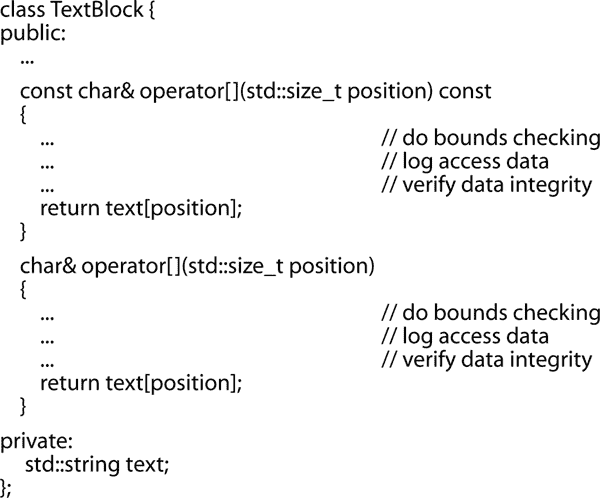 class TextBlock {
public:
...
const char& operator[](std::size_t position) const
{
... // do bounds checking
... // log access data
... // verify data integrity
return text[position];
}
char& operator[](std::size_t position)
{
... // do bounds checking
... // log access data
... // verify data integrity
return text[position];
}
private:
std::string text;
};